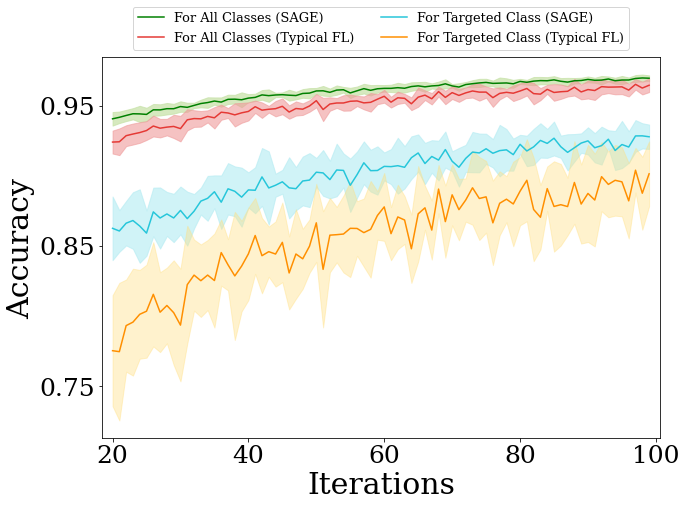 For All Classes (SAGE)
For All Classes (Typical FL)
For Targeted Class (SAGE)
For Targeted Class (Typical FL)
Accuracy
0.95
0.85
0.75
20 40 60 80 100
Iterations